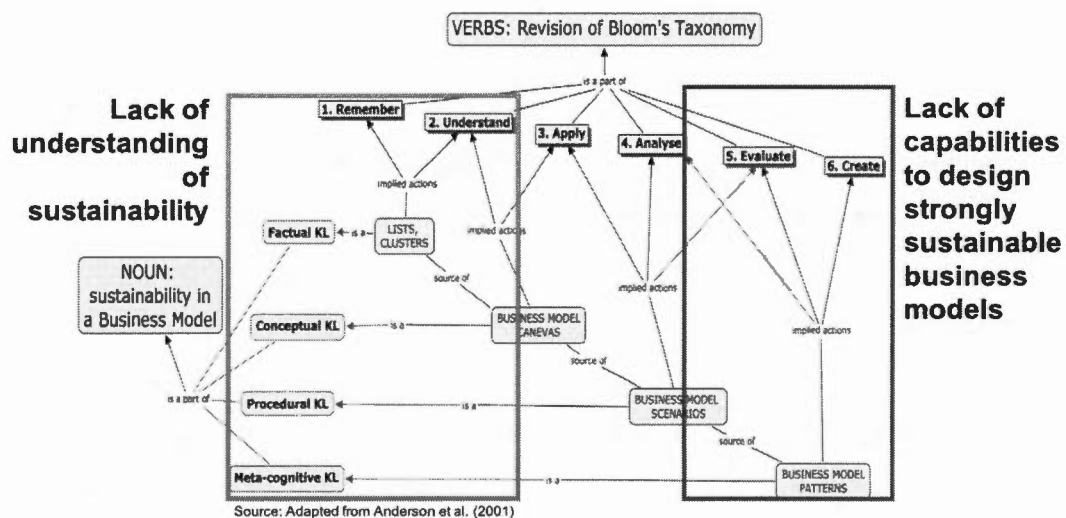 VERBS: Revision of Bloom's Taxonomy
is a part of
Lack of
understanding
of
sustainability
1. Remember
2. Understand
3. Apply
4. Analyse
5. Evaluate
6. Create
Lack of
capabilities
to design
strongly
sustainable
business
models
implied actions
Factual KL
is a
LISTS,
CLUSTERS
implied actions
NOUN:
sustainability in
a Business Model
source of
implied actions
Conceptual KL
is a
BUSINESS MODEL
CANEVAS
implied actions
source of
is a part of
Procedural KL
is a
BUSINESS MODEL
SCENARIOS
source of
Meta-cognitive KL
is a
BUSINESS MODEL
PATTERNS
Source: Adapted from Anderson et al. (2001)